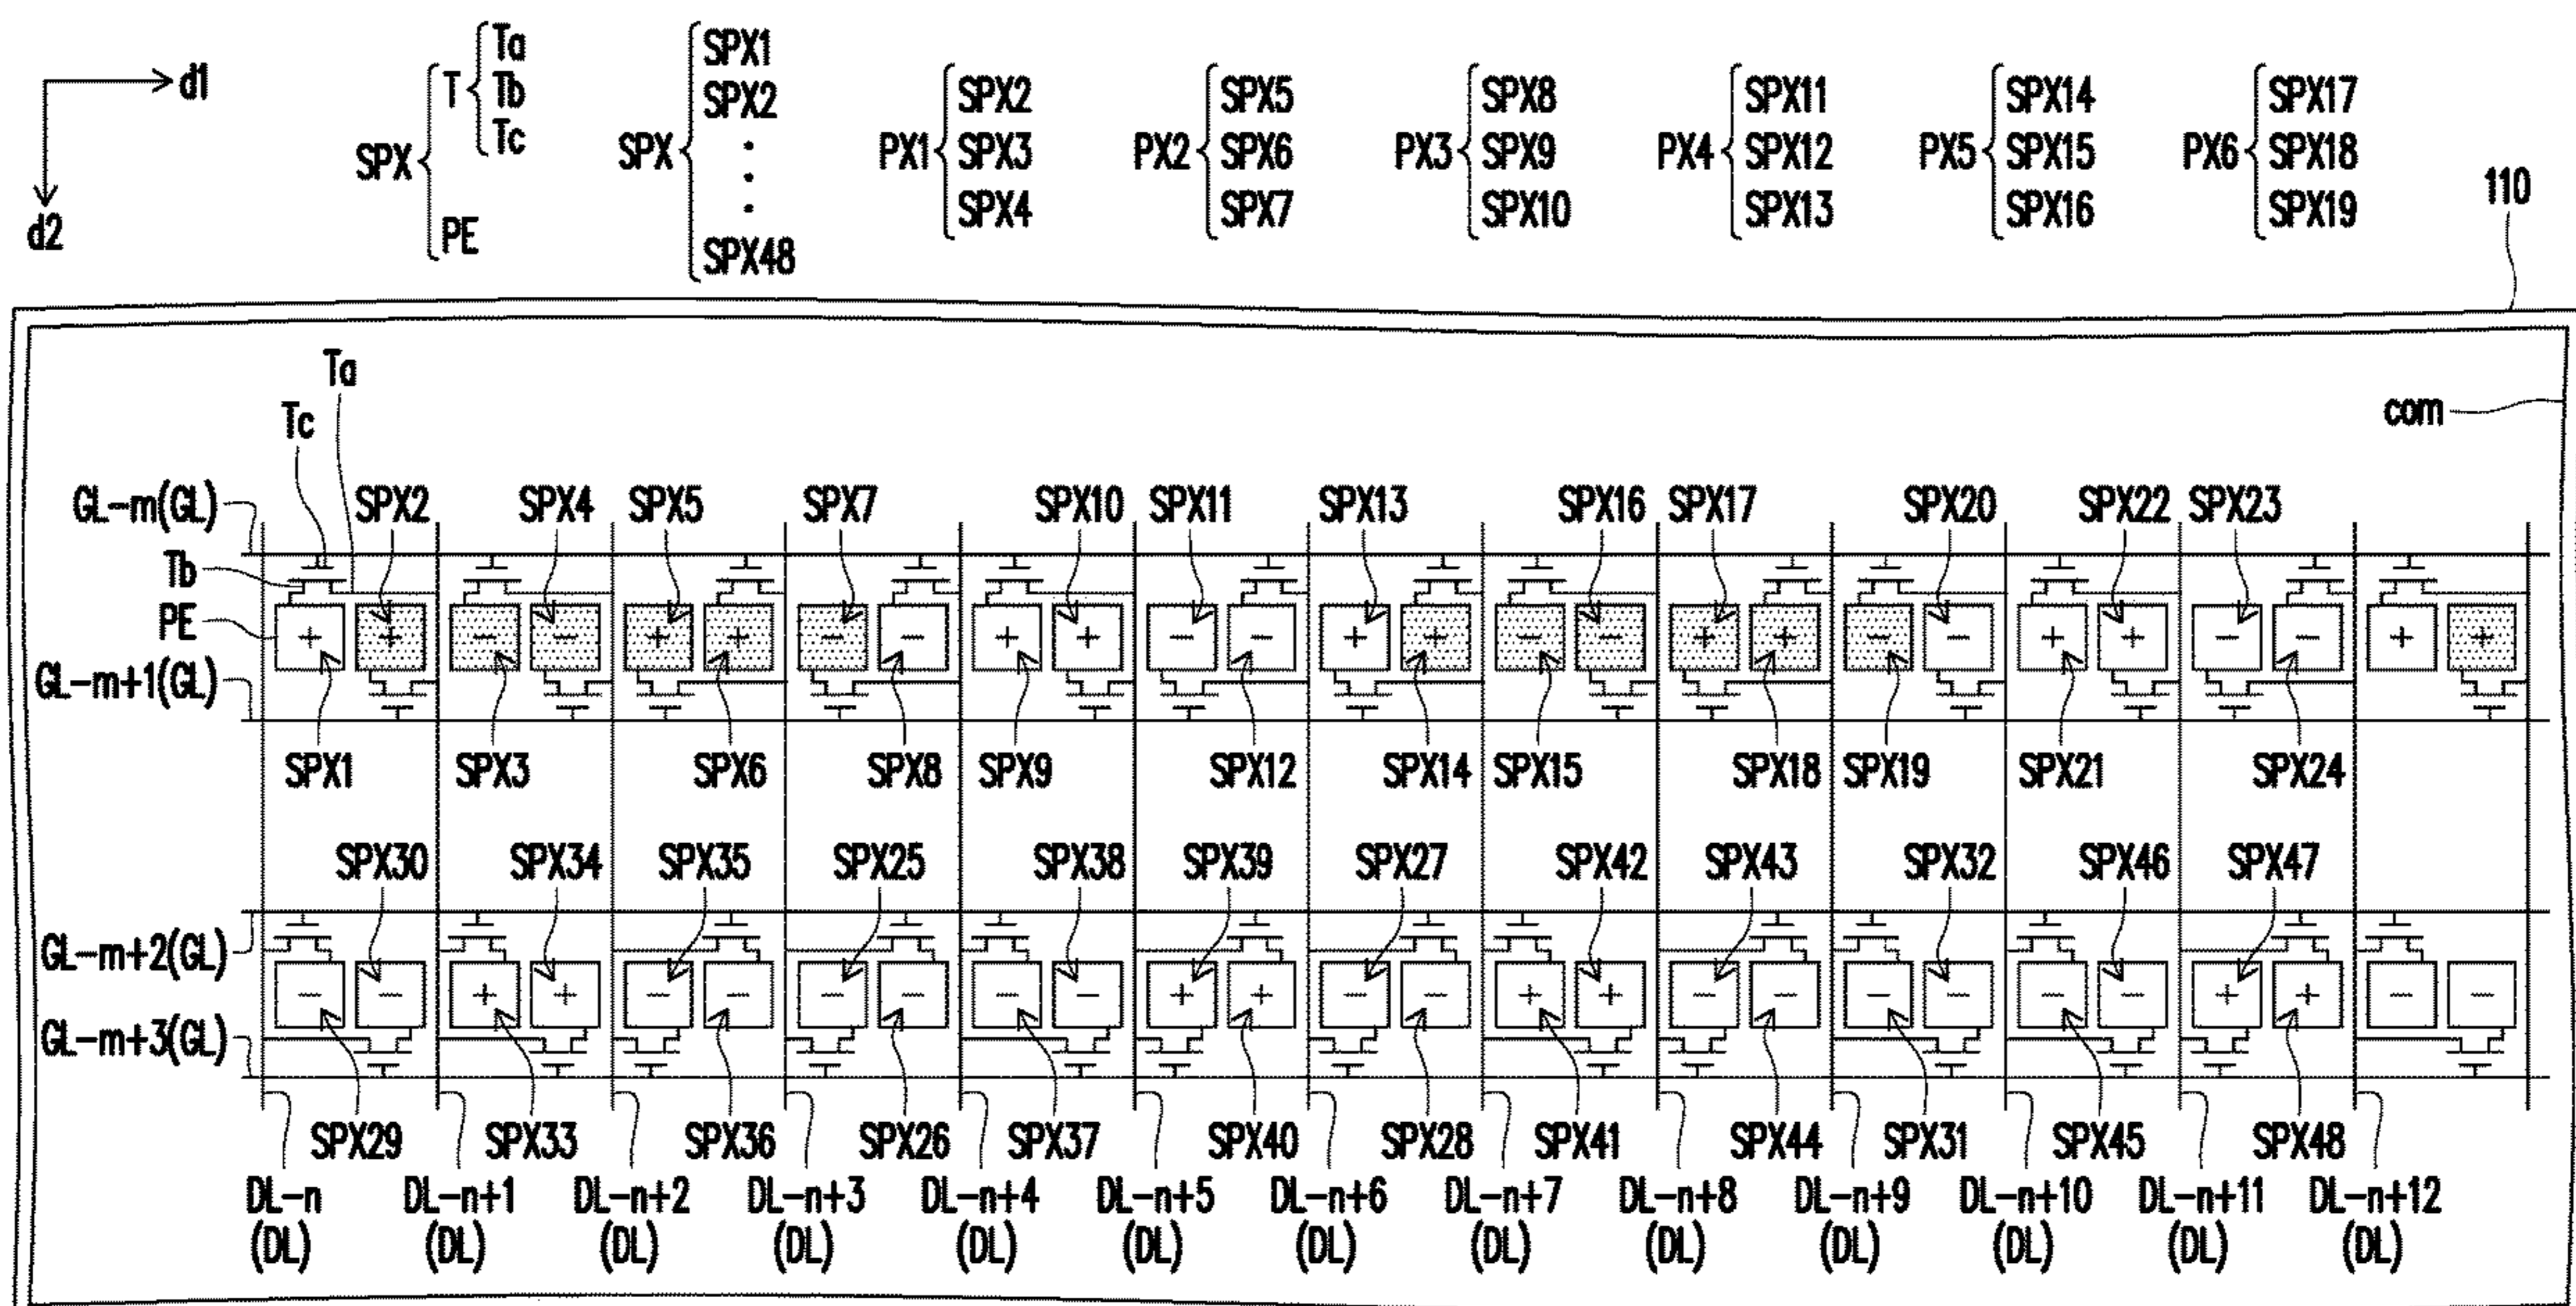 d1
d2
SPX { T { Ta
Tb
Tc
PE
SPX { SPX1
SPX2
.
.
.
SPX48
PX1 { SPX2
SPX3
SPX4
PX2 { SPX5
SPX6
SPX7
PX3 { SPX8
SPX9
SPX10
PX4 { SPX11
SPX12
SPX13
PX5 { SPX14
SPX15
SPX16
PX6 { SPX17
SPX18
SPX19
110
Ta
Tc
com
GL-m(GL) SPX2 SPX4 SPX5 SPX7 SPX10 SPX11 SPX13 SPX16 SPX17 SPX20 SPX22 SPX23
Tb
PE + + − − + + − − + + − − + + − − + + − − + + − − + +
GL-m+1(GL)
SPX1 SPX3 SPX6 SPX8 SPX9 SPX12 SPX14 SPX15 SPX18 SPX19 SPX21 SPX24
SPX30 SPX34 SPX35 SPX25 SPX38 SPX39 SPX27 SPX42 SPX43 SPX32 SPX46 SPX47
GL-m+2(GL)
− − + + − − − − − − + + − − + + − − − − − − + + − −
GL-m+3(GL)
SPX29 SPX33 SPX36 SPX26 SPX37 SPX40 SPX28 SPX41 SPX44 SPX31 SPX45 SPX48
DL-n DL-n+1 DL-n+2 DL-n+3 DL-n+4 DL-n+5 DL-n+6 DL-n+7 DL-n+8 DL-n+9 DL-n+10 DL-n+11 DL-n+12
(DL) (DL) (DL) (DL) (DL) (DL) (DL) (DL) (DL) (DL) (DL) (DL) (DL)